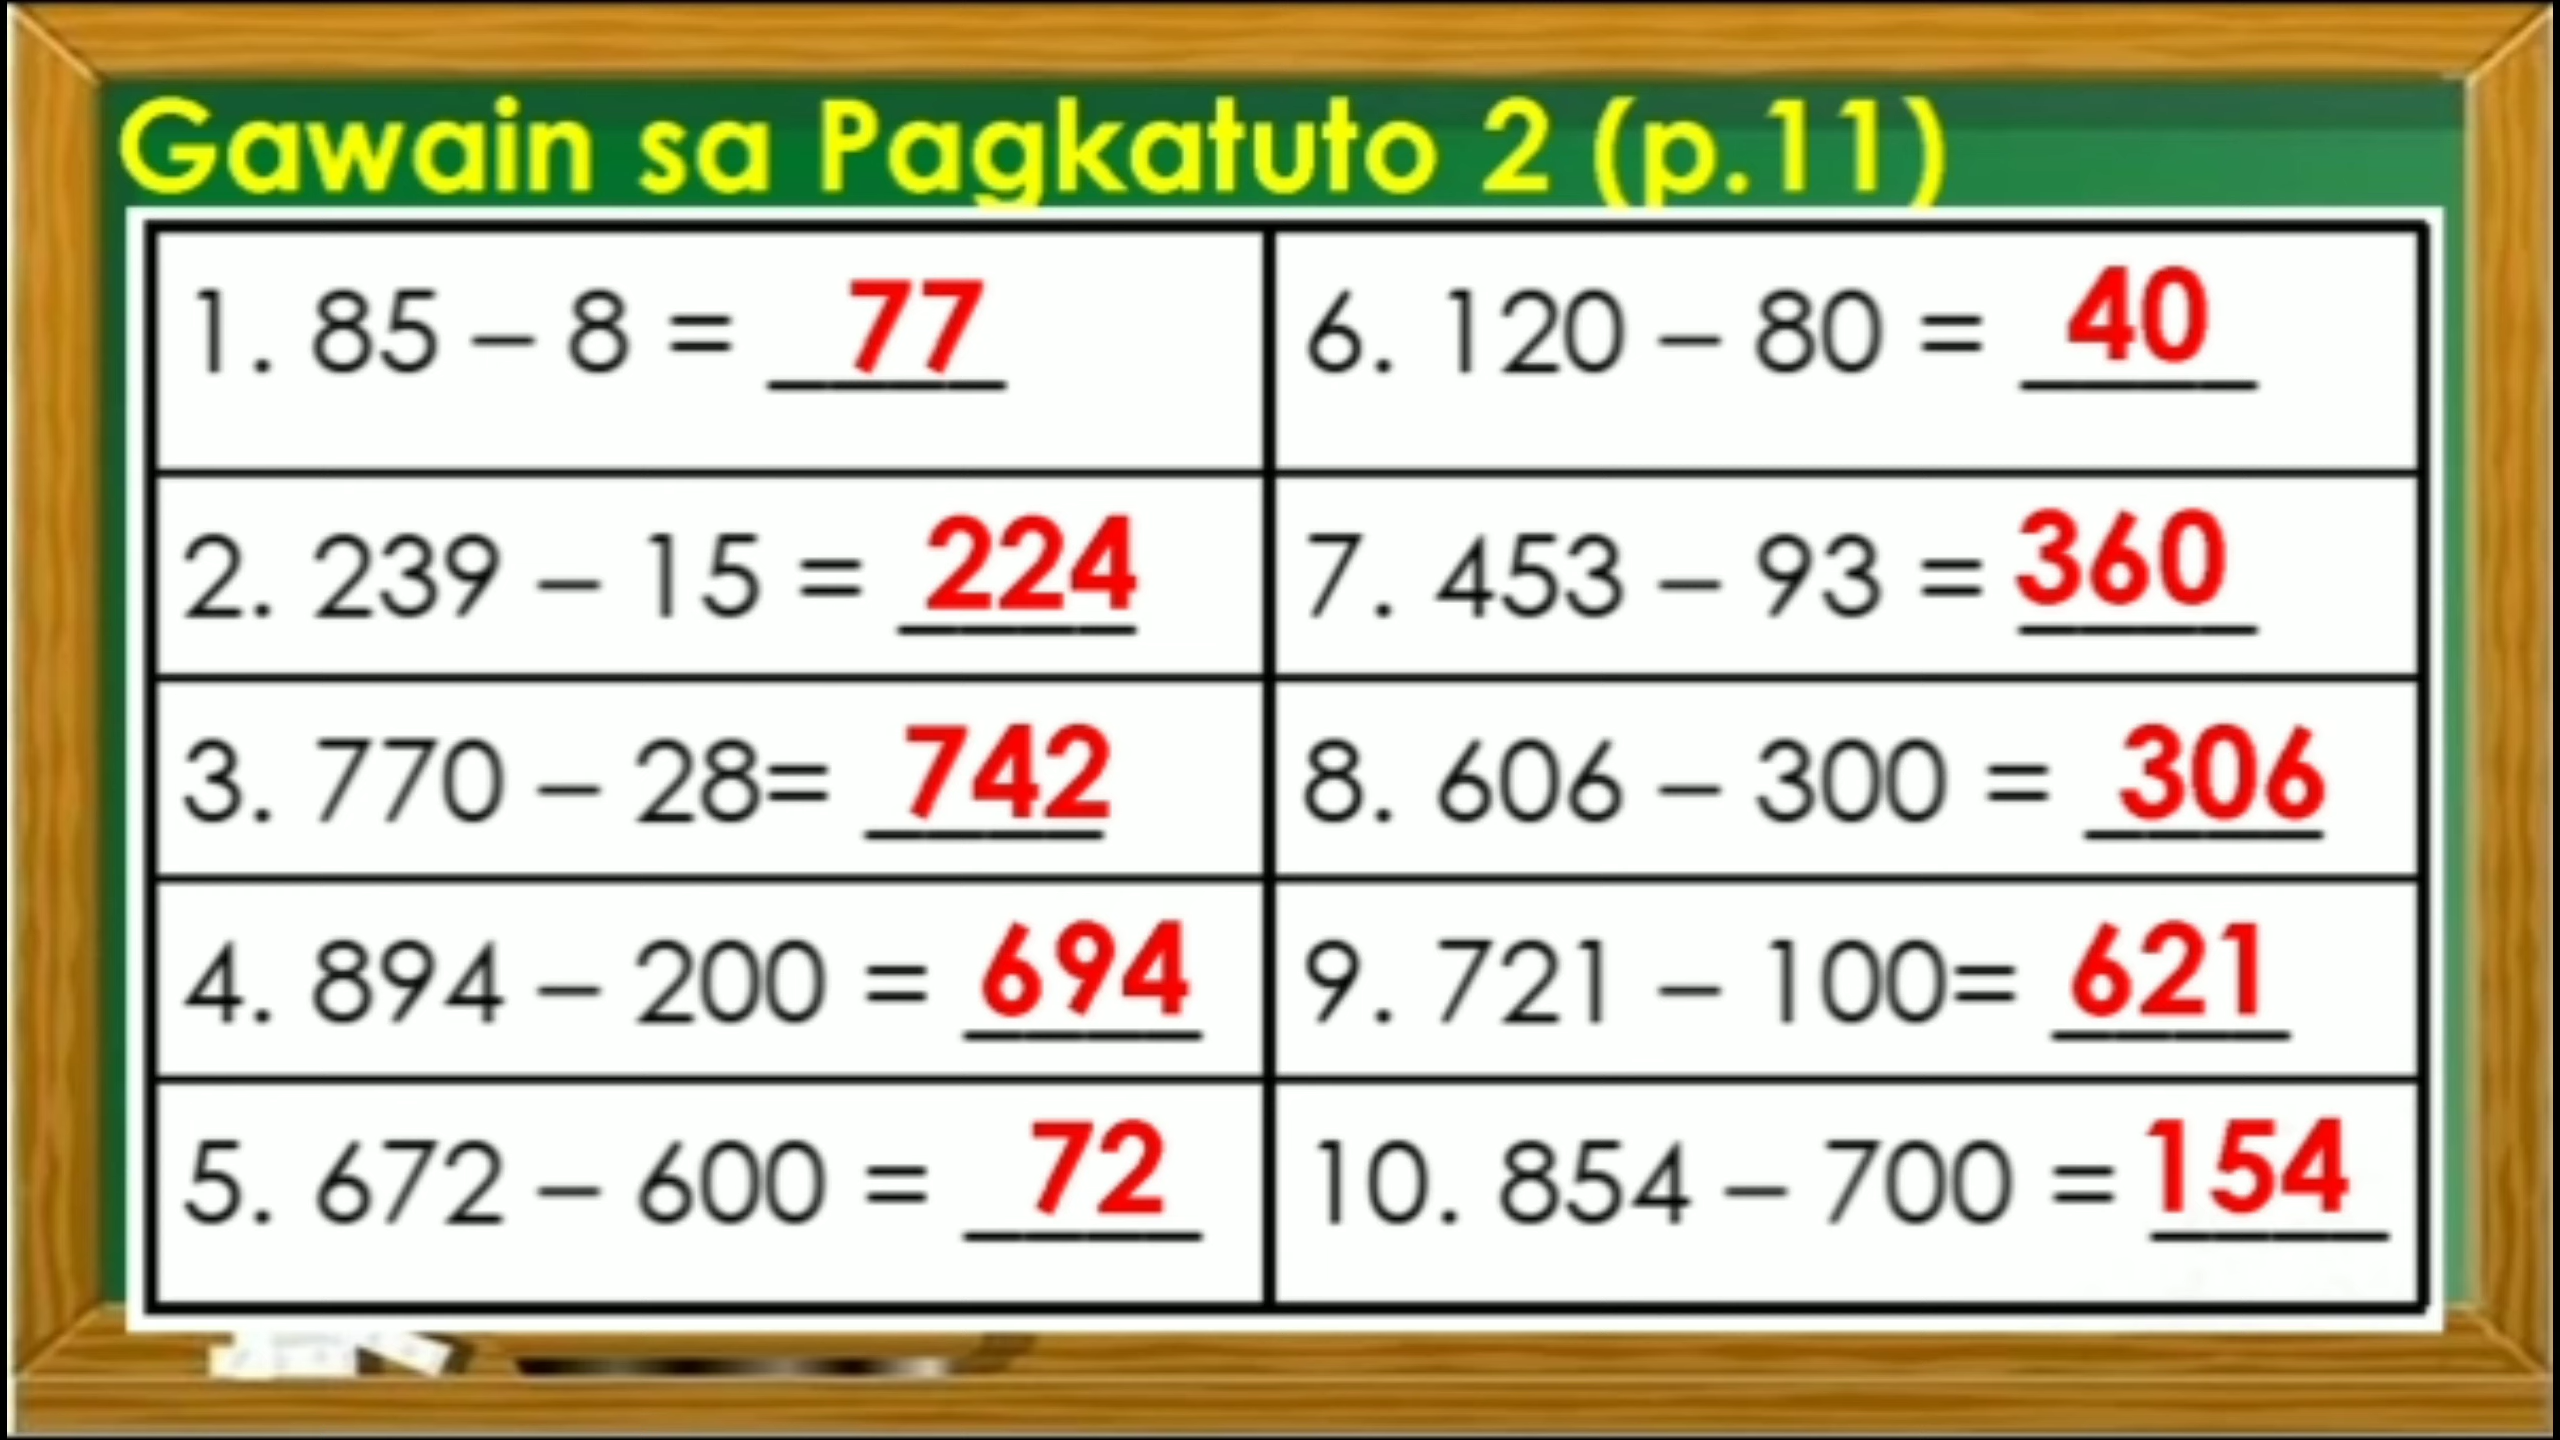 Gawain sa Pagkatuto 2 (p.11)
1. 85 – 8 = 77
2. 239 – 15 = 224
3. 770 – 28= 742
4. 894 – 200 = 694
5. 672 – 600 = 72
6. 120 – 80 = 40
7. 453 – 93 = 360
8. 606 – 300 = 306
9. 721 – 100= 621
10. 854 – 700 = 154